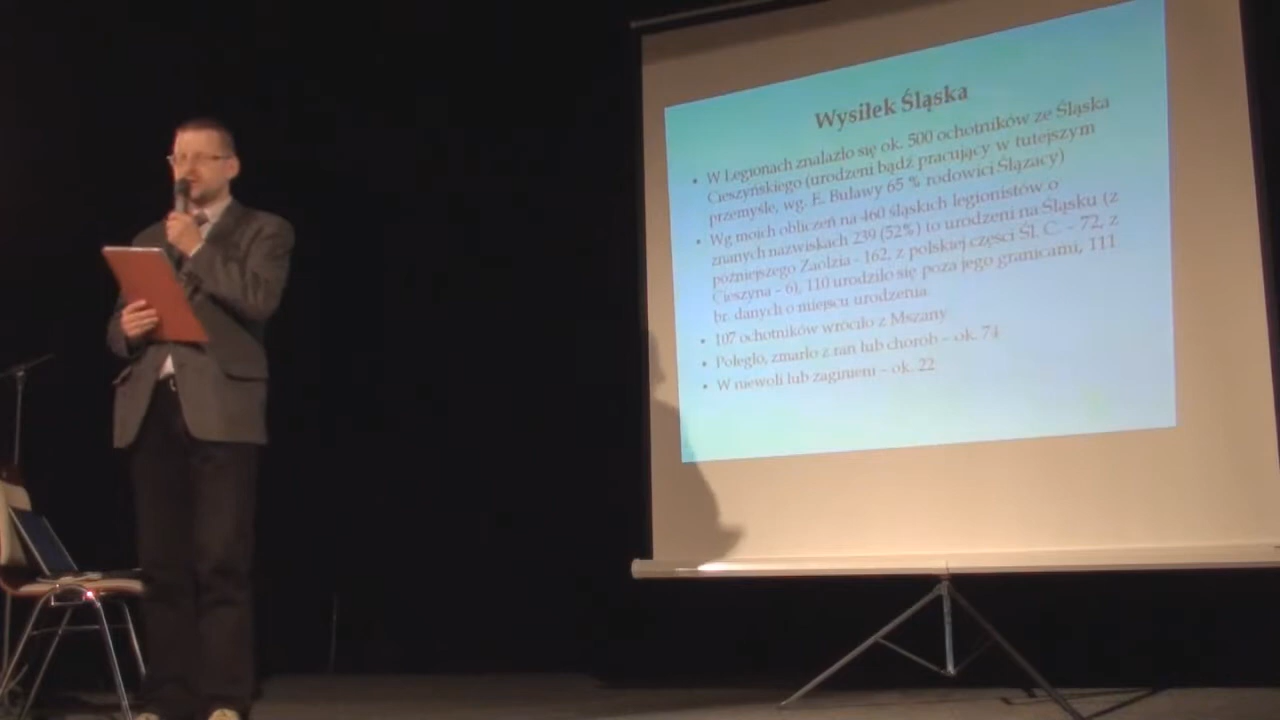 Wysiłek Śląska
• W Legionach znalazło się ok. 500 ochotników ze Śląska
Cieszyńskiego (urodzeni bądź pracujący w tutejszym
przemyśle, wg. E. Buławy 65 % rodowici Ślązacy)
• Wg moich obliczeń na 460 śląskich legionistów o
znanych nazwiskach 239 (52%) to urodzeni na Śląsku (z
poźniejszego Zaolzia - 162, z polskiej części Śl. C. - 72, z
Cieszyna - 6), 110 urodziło się poza jego granicami, 111
br. danych o miejscu urodzenia.
• 107 ochotników wróciło z Mszany
• Poległo, zmarło z ran lub chorób - ok. 74
• W niewoli lub zaginieni - ok. 22